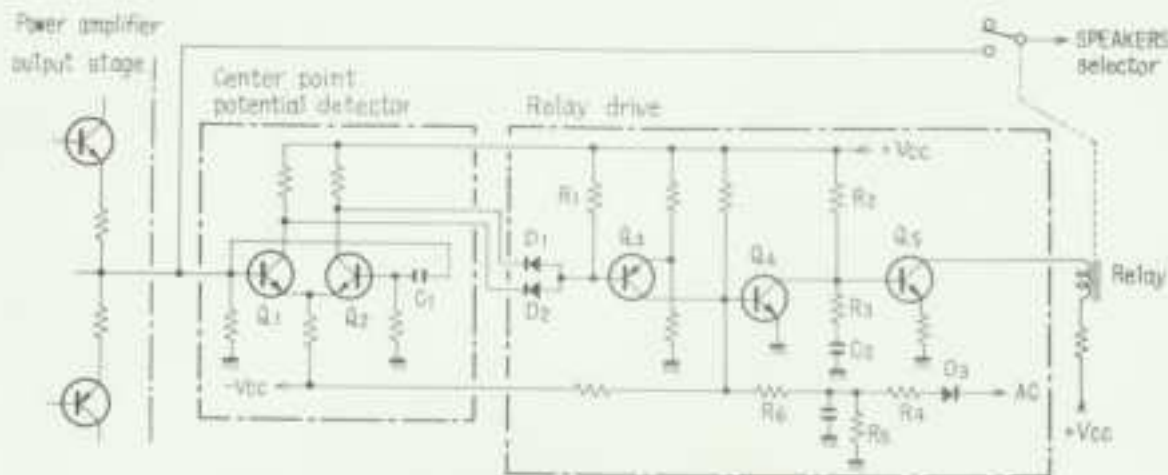 Power amplifier
output stage
SPEAKERS
selector
Center point
potential detector
Relay drive
+Vcc
R1
R2
D1
D2
Q1
Q2
C1
Q3
Q4
Q5
R3
C2
Relay
-Vcc
R6
R5
R4
D3
AC
+Vcc